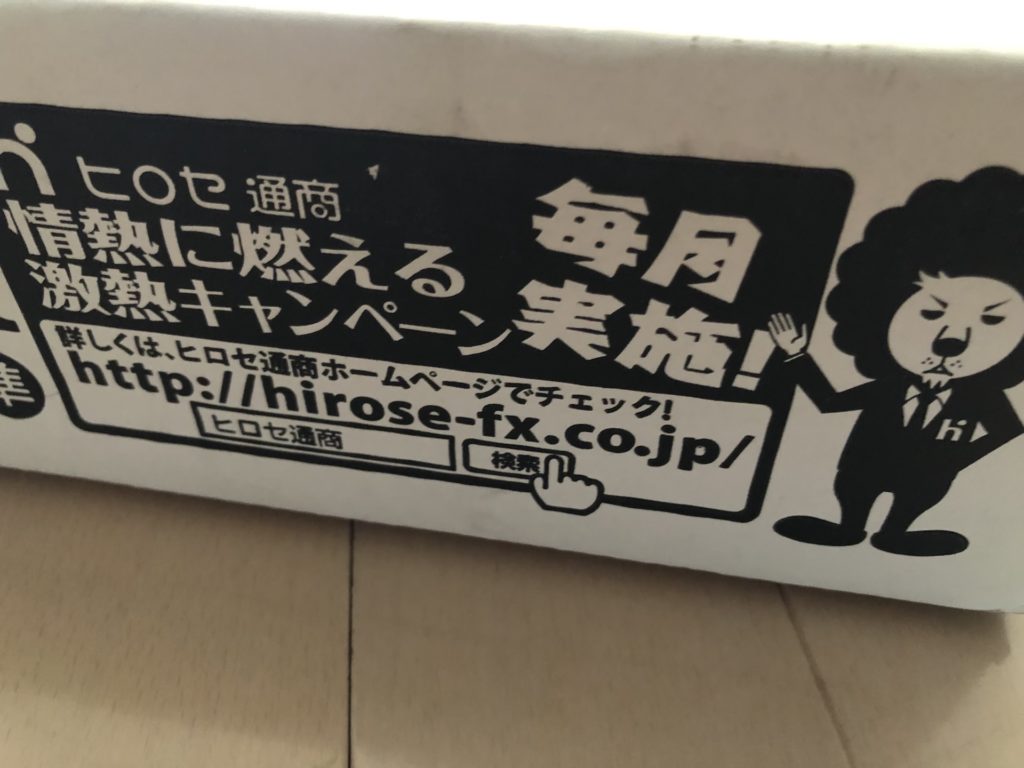 ヒロセ 通商
情熱に燃える
激熱キャンペーン
毎月
実施!
詳しくは、ヒロセ通商ホームページでチェック!
http://hirose-fx.co.jp/
ヒロセ通商
検索
h